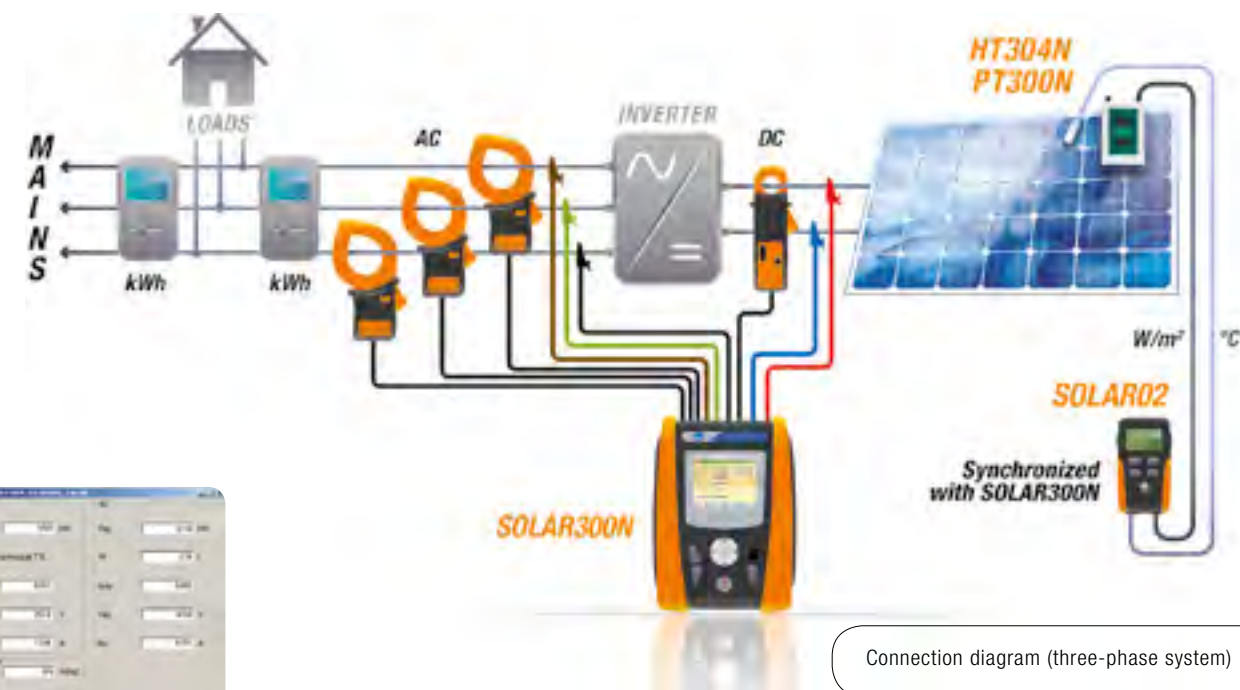 HT304N
PT300N
INVERTER
LOADS
AC
DC
MAINS
kWh
kWh
W/m²
°C
SOLAR02
Synchronized
with SOLAR300N
SOLAR300N
Connection diagram (three-phase system)